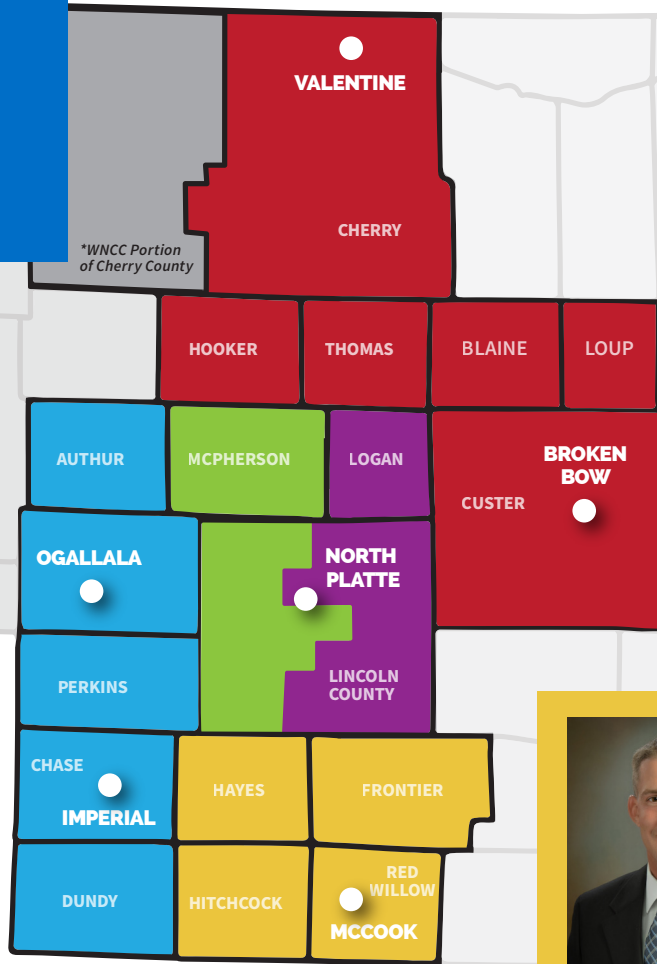 VALENTINE
CHERRY
*WNCC Portion
of Cherry County
HOOKER
THOMAS
BLAINE
LOUP
AUTHUR
MCPHERSON
LOGAN
BROKEN
BOW
CUSTER
OGALLALA
NORTH
PLATTE
PERKINS
LINCOLN
COUNTY
CHASE
IMPERIAL
HAYES
FRONTIER
DUNDY
HITCHCOCK
RED
WILLOW
MCCOOK